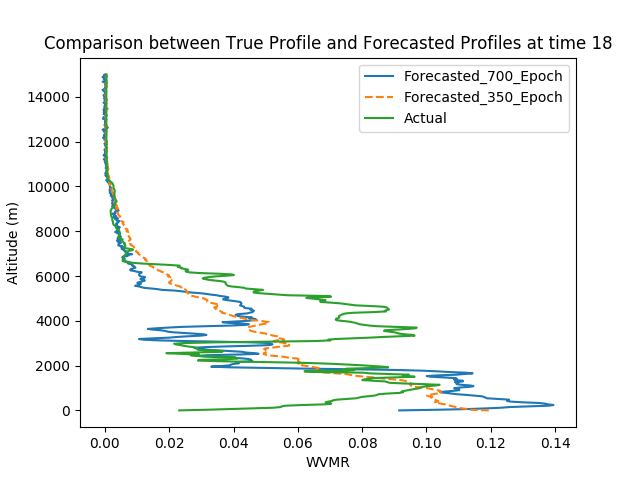 Comparison between True Profile and Forecasted Profiles at time 18
Forecasted_700_Epoch
Forecasted_350_Epoch
Actual
Altitude (m)
14000
12000
10000
8000
6000
4000
2000
0
0.00 0.02 0.04 0.06 0.08 0.10 0.12 0.14
WVMR